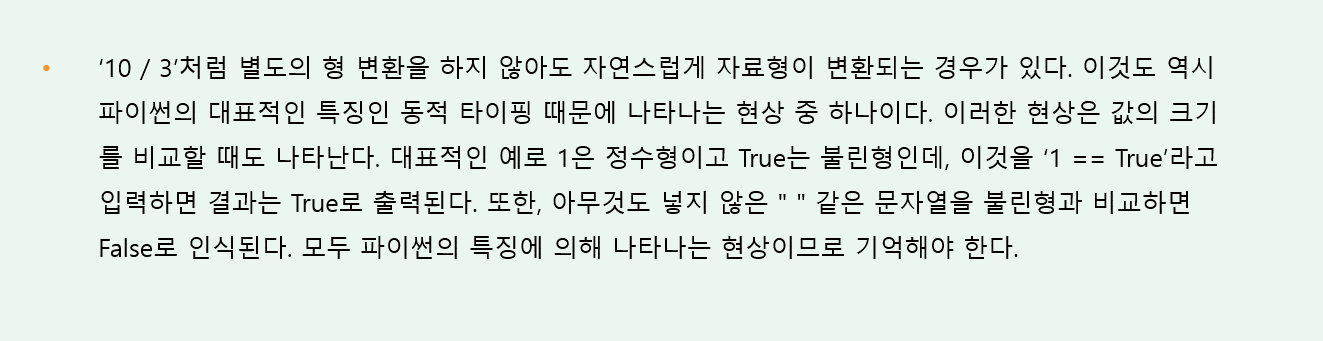 • ‘10 / 3’처럼 별도의 형 변환을 하지 않아도 자연스럽게 자료형이 변환되는 경우가 있다. 이것도 역시
파이썬의 대표적인 특징인 동적 타이핑 때문에 나타나는 현상 중 하나이다. 이러한 현상은 값의 크기
를 비교할 때도 나타난다. 대표적인 예로 1은 정수형이고 True는 불린형인데, 이것을 ‘1 == True’라고
입력하면 결과는 True로 출력된다. 또한, 아무것도 넣지 않은 " " 같은 문자열을 불린형과 비교하면
False로 인식된다. 모두 파이썬의 특징에 의해 나타나는 현상이므로 기억해야 한다.